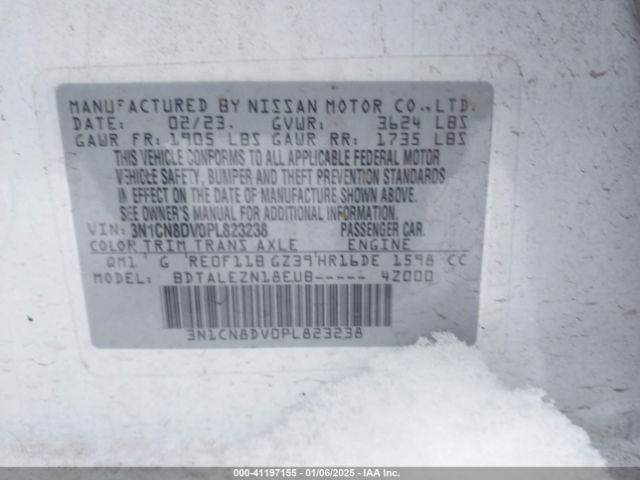 MANUFACTURED BY NISSAN MOTOR CO.,LTD.
DATE: 02/23. GVWR: 3624 LBS
GAWR FR: 1905 LBS GAWR RR: 1735 LBS
THIS VEHICLE CONFORMS TO ALL APPLICABLE FEDERAL MOTOR
VEHICLE SAFETY, BUMPER AND THEFT PREVENTION STANDARDS
IN EFFECT ON THE DATE OF MANUFACTURE SHOWN ABOVE.
SEE OWNER'S MANUAL FOR ADDITIONAL INFORMATION.
VIN: 3N1CN8DV0PL823238 PASSENGER CAR.
COLOR TRIM TRANS AXLE ENGINE
QM1 G RE0F11B GZ39 HR16DE 1598 CC
MODEL: BDTALEZN18EUB----- 4Z000
3N1CN8DV0PL823238
000-41197155 | 01/06/2025 | IAA Inc.